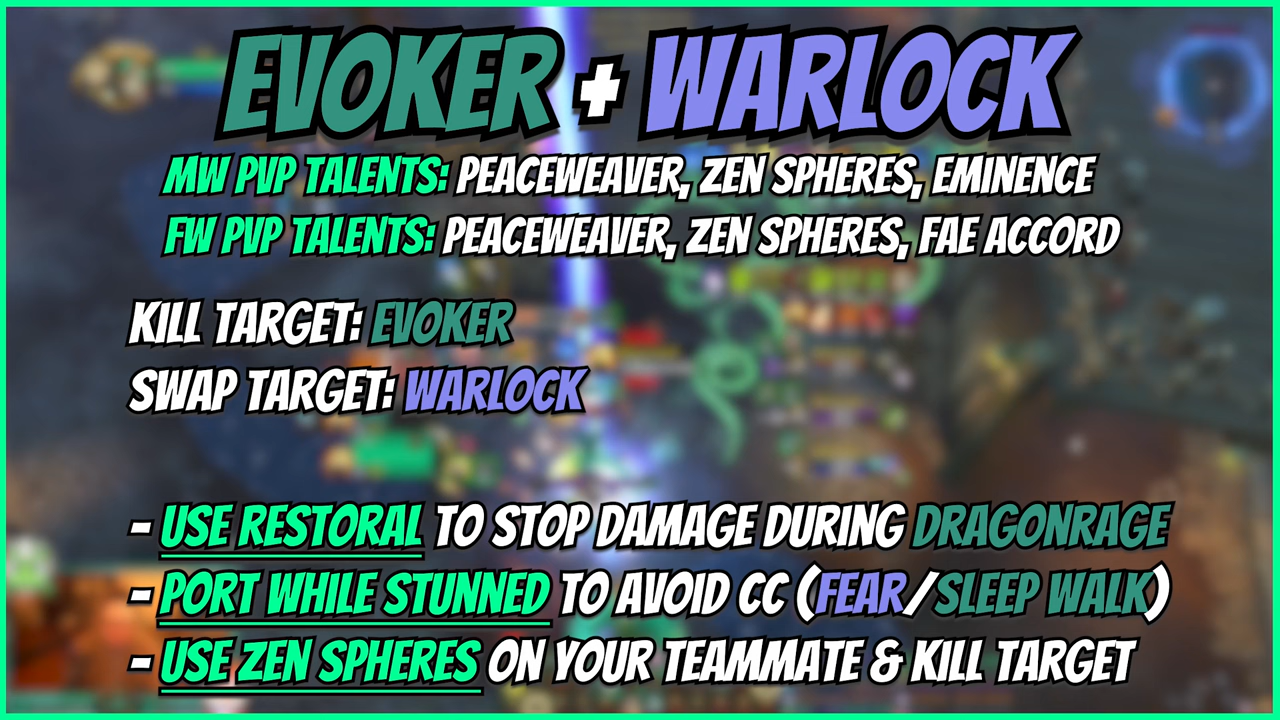 EVOKER + WARLOCK
MW PVP TALENTS: PEACEWEAVER, ZEN SPHERES, EMINENCE
FW PVP TALENTS: PEACEWEAVER, ZEN SPHERES, FAE ACCORD
KILL TARGET: EVOKER
SWAP TARGET: WARLOCK
- USE RESTORAL TO STOP DAMAGE DURING DRAGONRAGE
- PORT WHILE STUNNED TO AVOID CC (FEAR/SLEEP WALK)
- USE ZEN SPHERES ON YOUR TEAMMATE & KILL TARGET